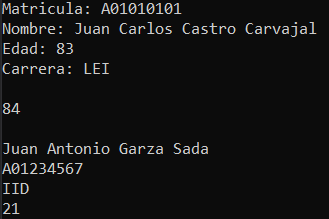 Matricula: A01010101
Nombre: Juan Carlos Castro Carvajal
Edad: 83
Carrera: LEI
84
Juan Antonio Garza Sada
A01234567
IID
21